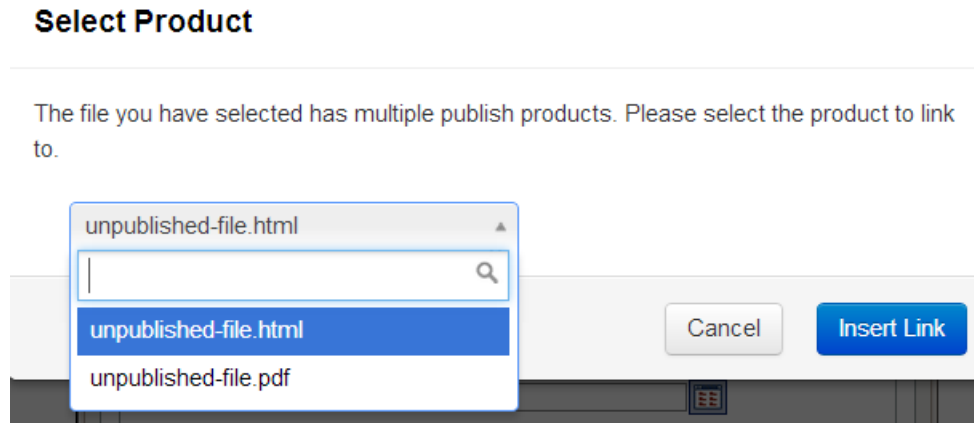 Select Product
The file you have selected has multiple publish products. Please select the product to link
to.
unpublished-file.html
unpublished-file.html
unpublished-file.pdf
Cancel
Insert Link